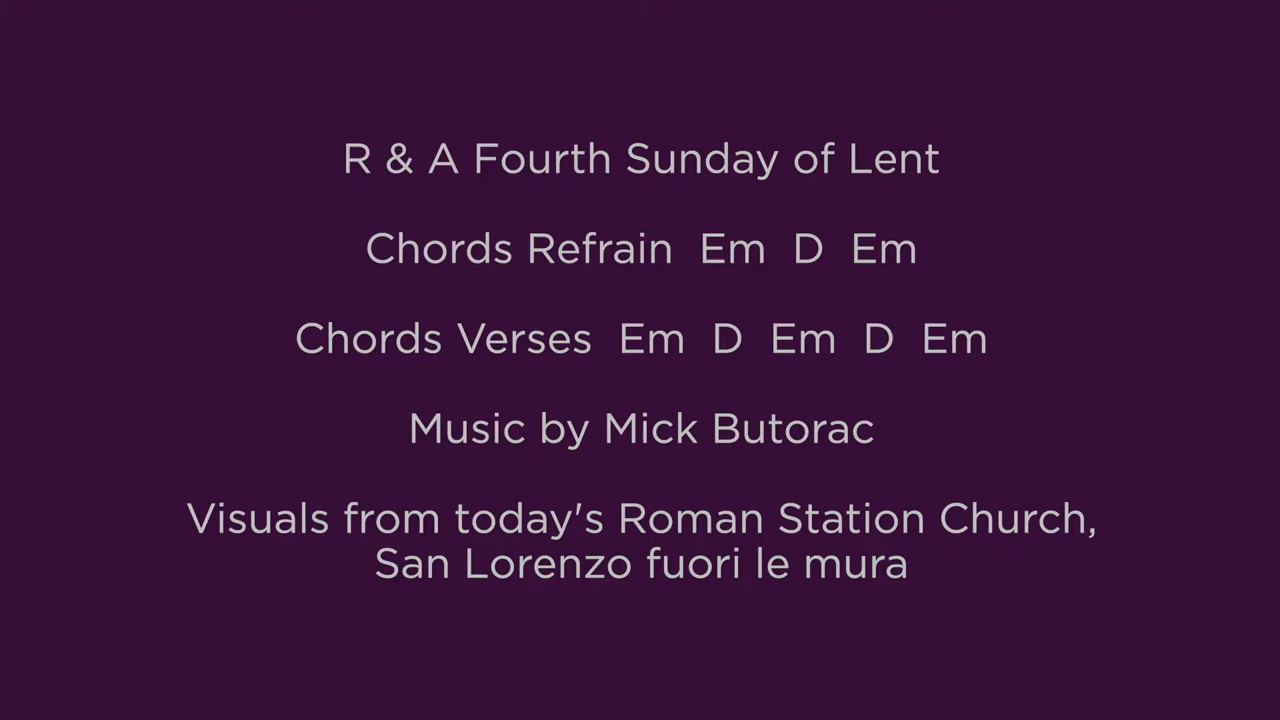 R & A Fourth Sunday of Lent
Chords Refrain Em D Em
Chords Verses Em D Em D Em
Music by Mick Butorac
Visuals from today's Roman Station Church,
San Lorenzo fuori le mura